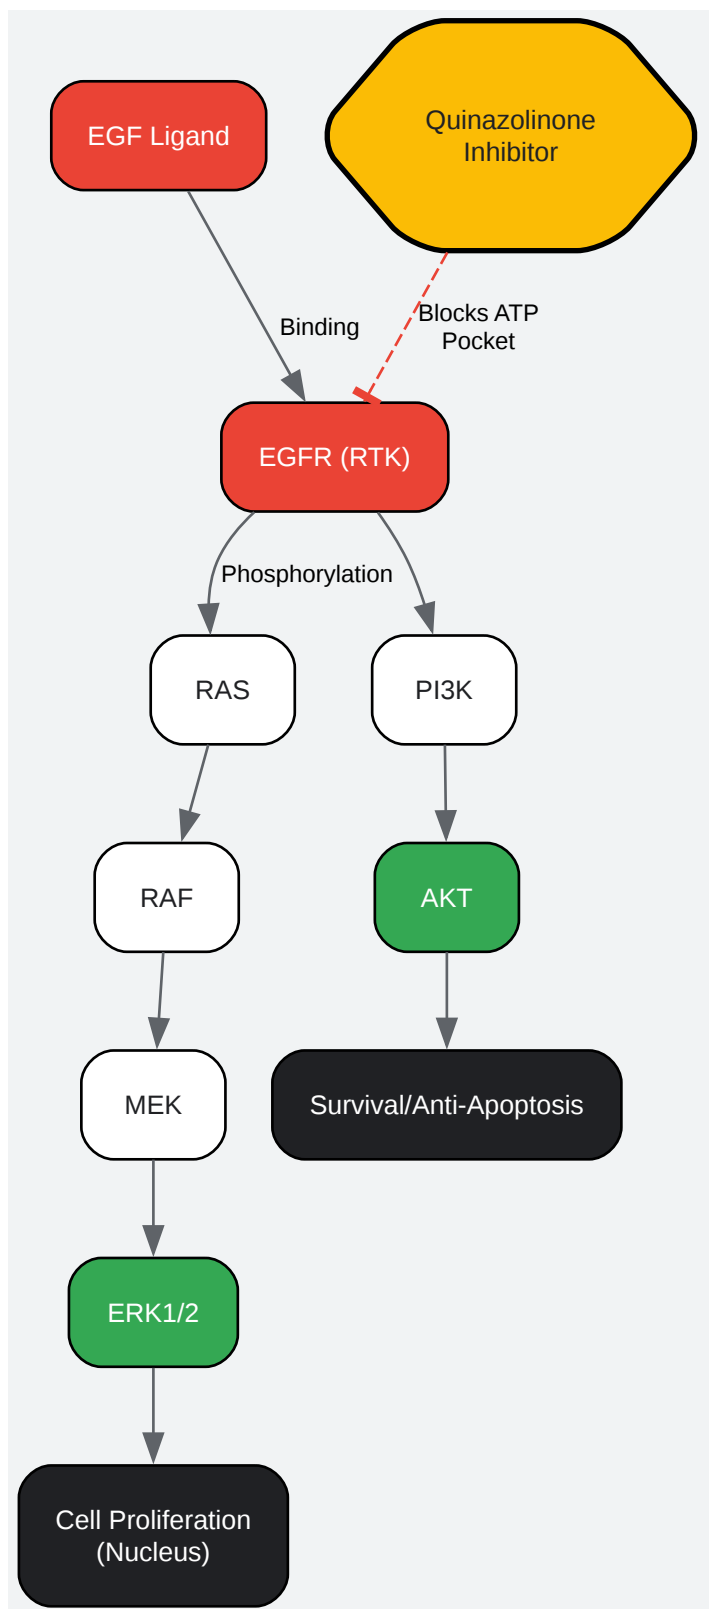 EGF Ligand
Quinazolinone
Inhibitor
Binding
Blocks ATP
Pocket
EGFR (RTK)
Phosphorylation
RAS
PI3K
RAF
AKT
MEK
Survival/Anti-Apoptosis
ERK1/2
Cell Proliferation
(Nucleus)